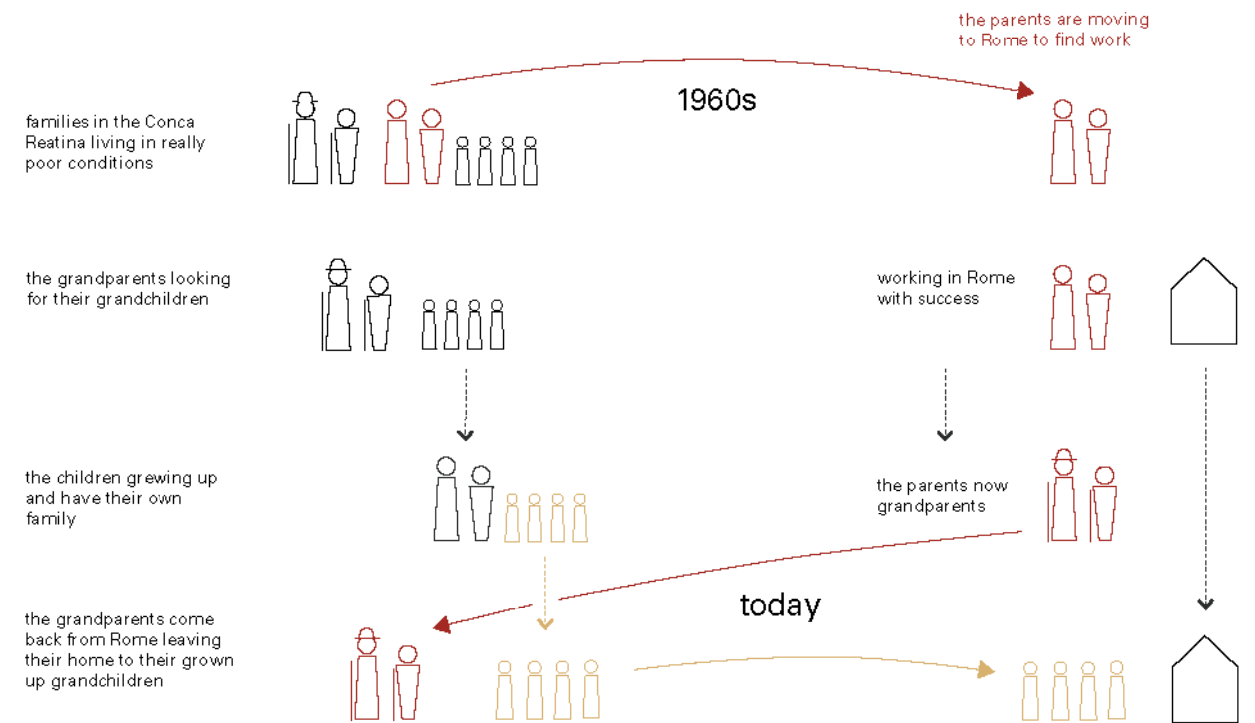 the parents are moving
to Rome to find work
1960s
families in the Conca
Reatina living in really
poor conditions
the grandparents looking
for their grandchildren
working in Rome
with success
the children grewing up
and have their own
family
the parents now
grandparents
today
the grandparents come
back from Rome leaving
their home to their grown
up grandchildren